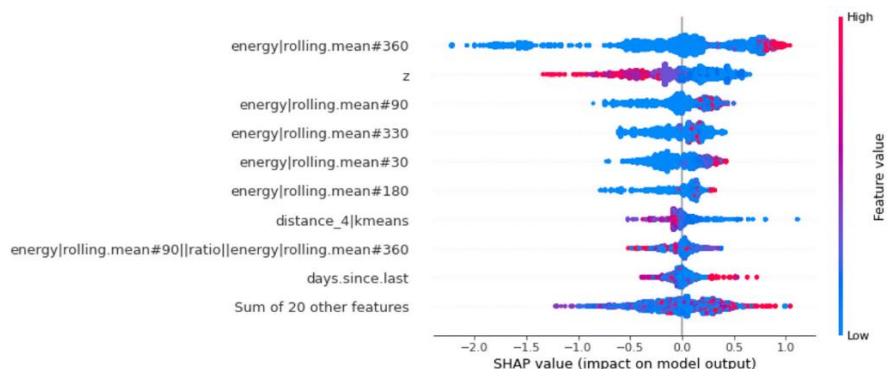 High
energy|rolling.mean#360
z
energy|rolling.mean#90
energy|rolling.mean#330
energy|rolling.mean#30
energy|rolling.mean#180
distance_4|kmeans
energy|rolling.mean#90||ratio||energy|rolling.mean#360
days.since.last
Sum of 20 other features
Feature value
Low
−2.0 −1.5 −1.0 −0.5 0.0 0.5 1.0
SHAP value (impact on model output)